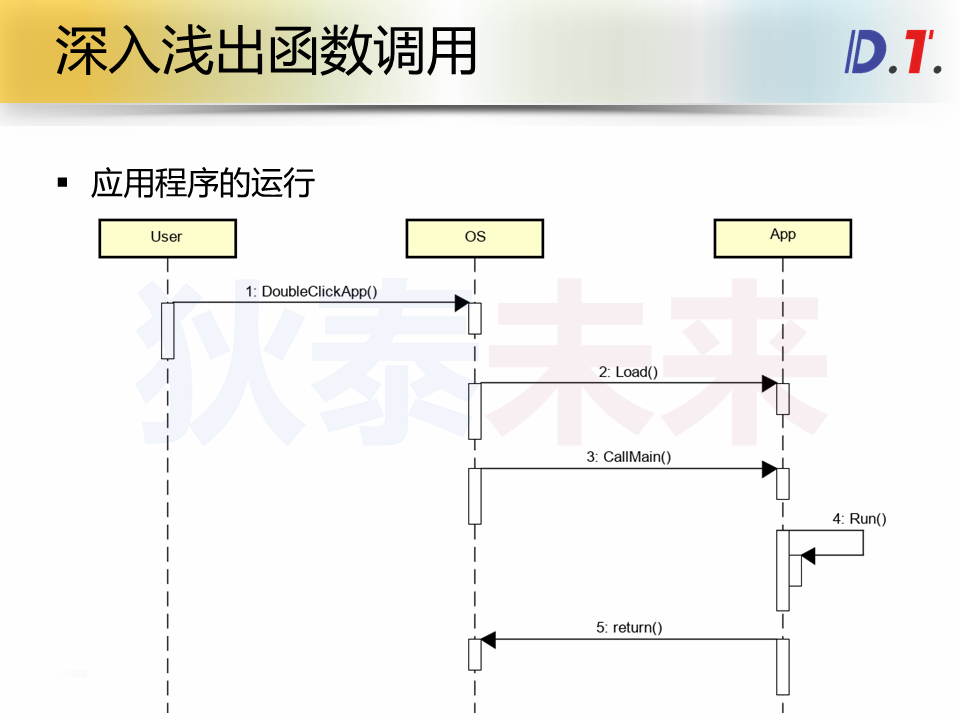 深入浅出函数调用
D.T.
应用程序的运行
User
OS
App
1: DoubleClickApp()
2: Load()
3: CallMain()
4: Run()
5: return()
狄泰未来